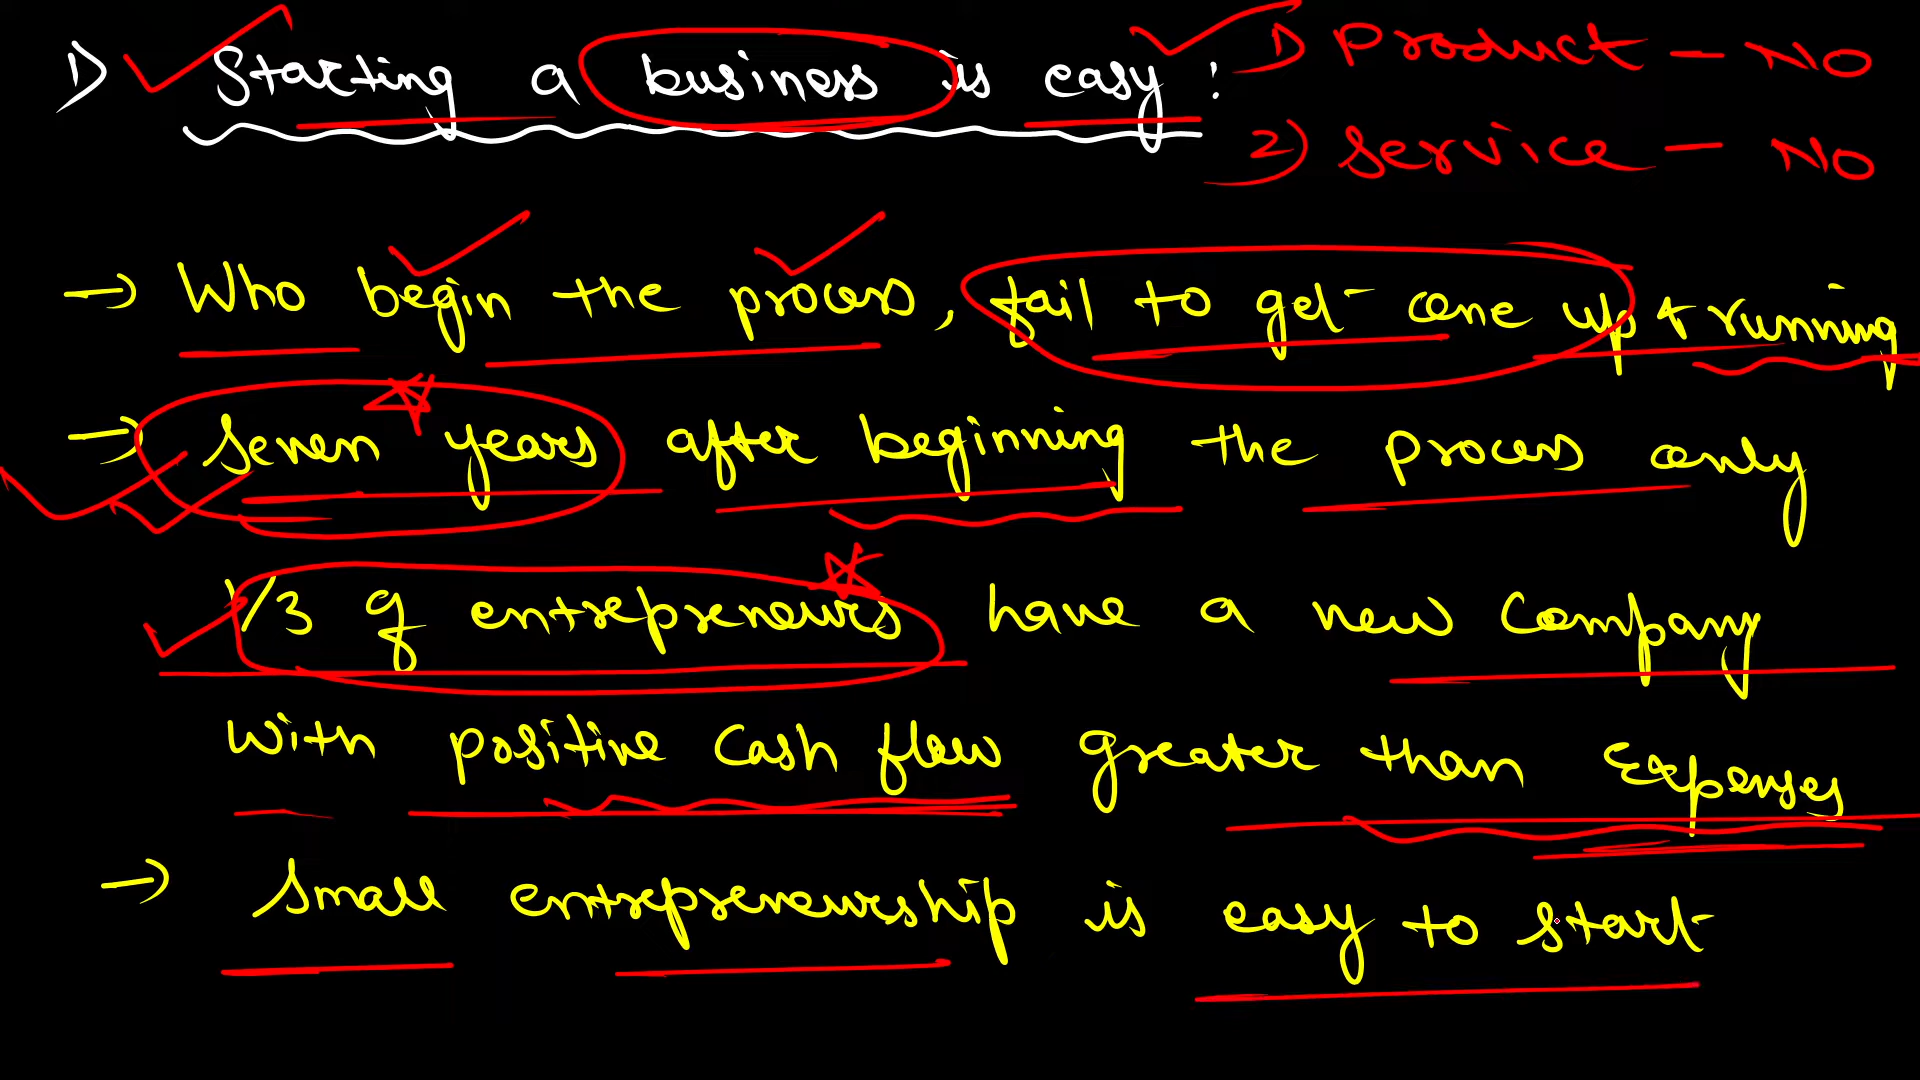 1) Starting a business is easy :
1) Product - No
2) Service - No
→ Who begin the process, fail to get one up & running
→ Seven years after beginning the process only
1/3 of entrepreneurs have a new company
with positive cash flow greater than expenses
→ Small entrepreneurship is easy to start